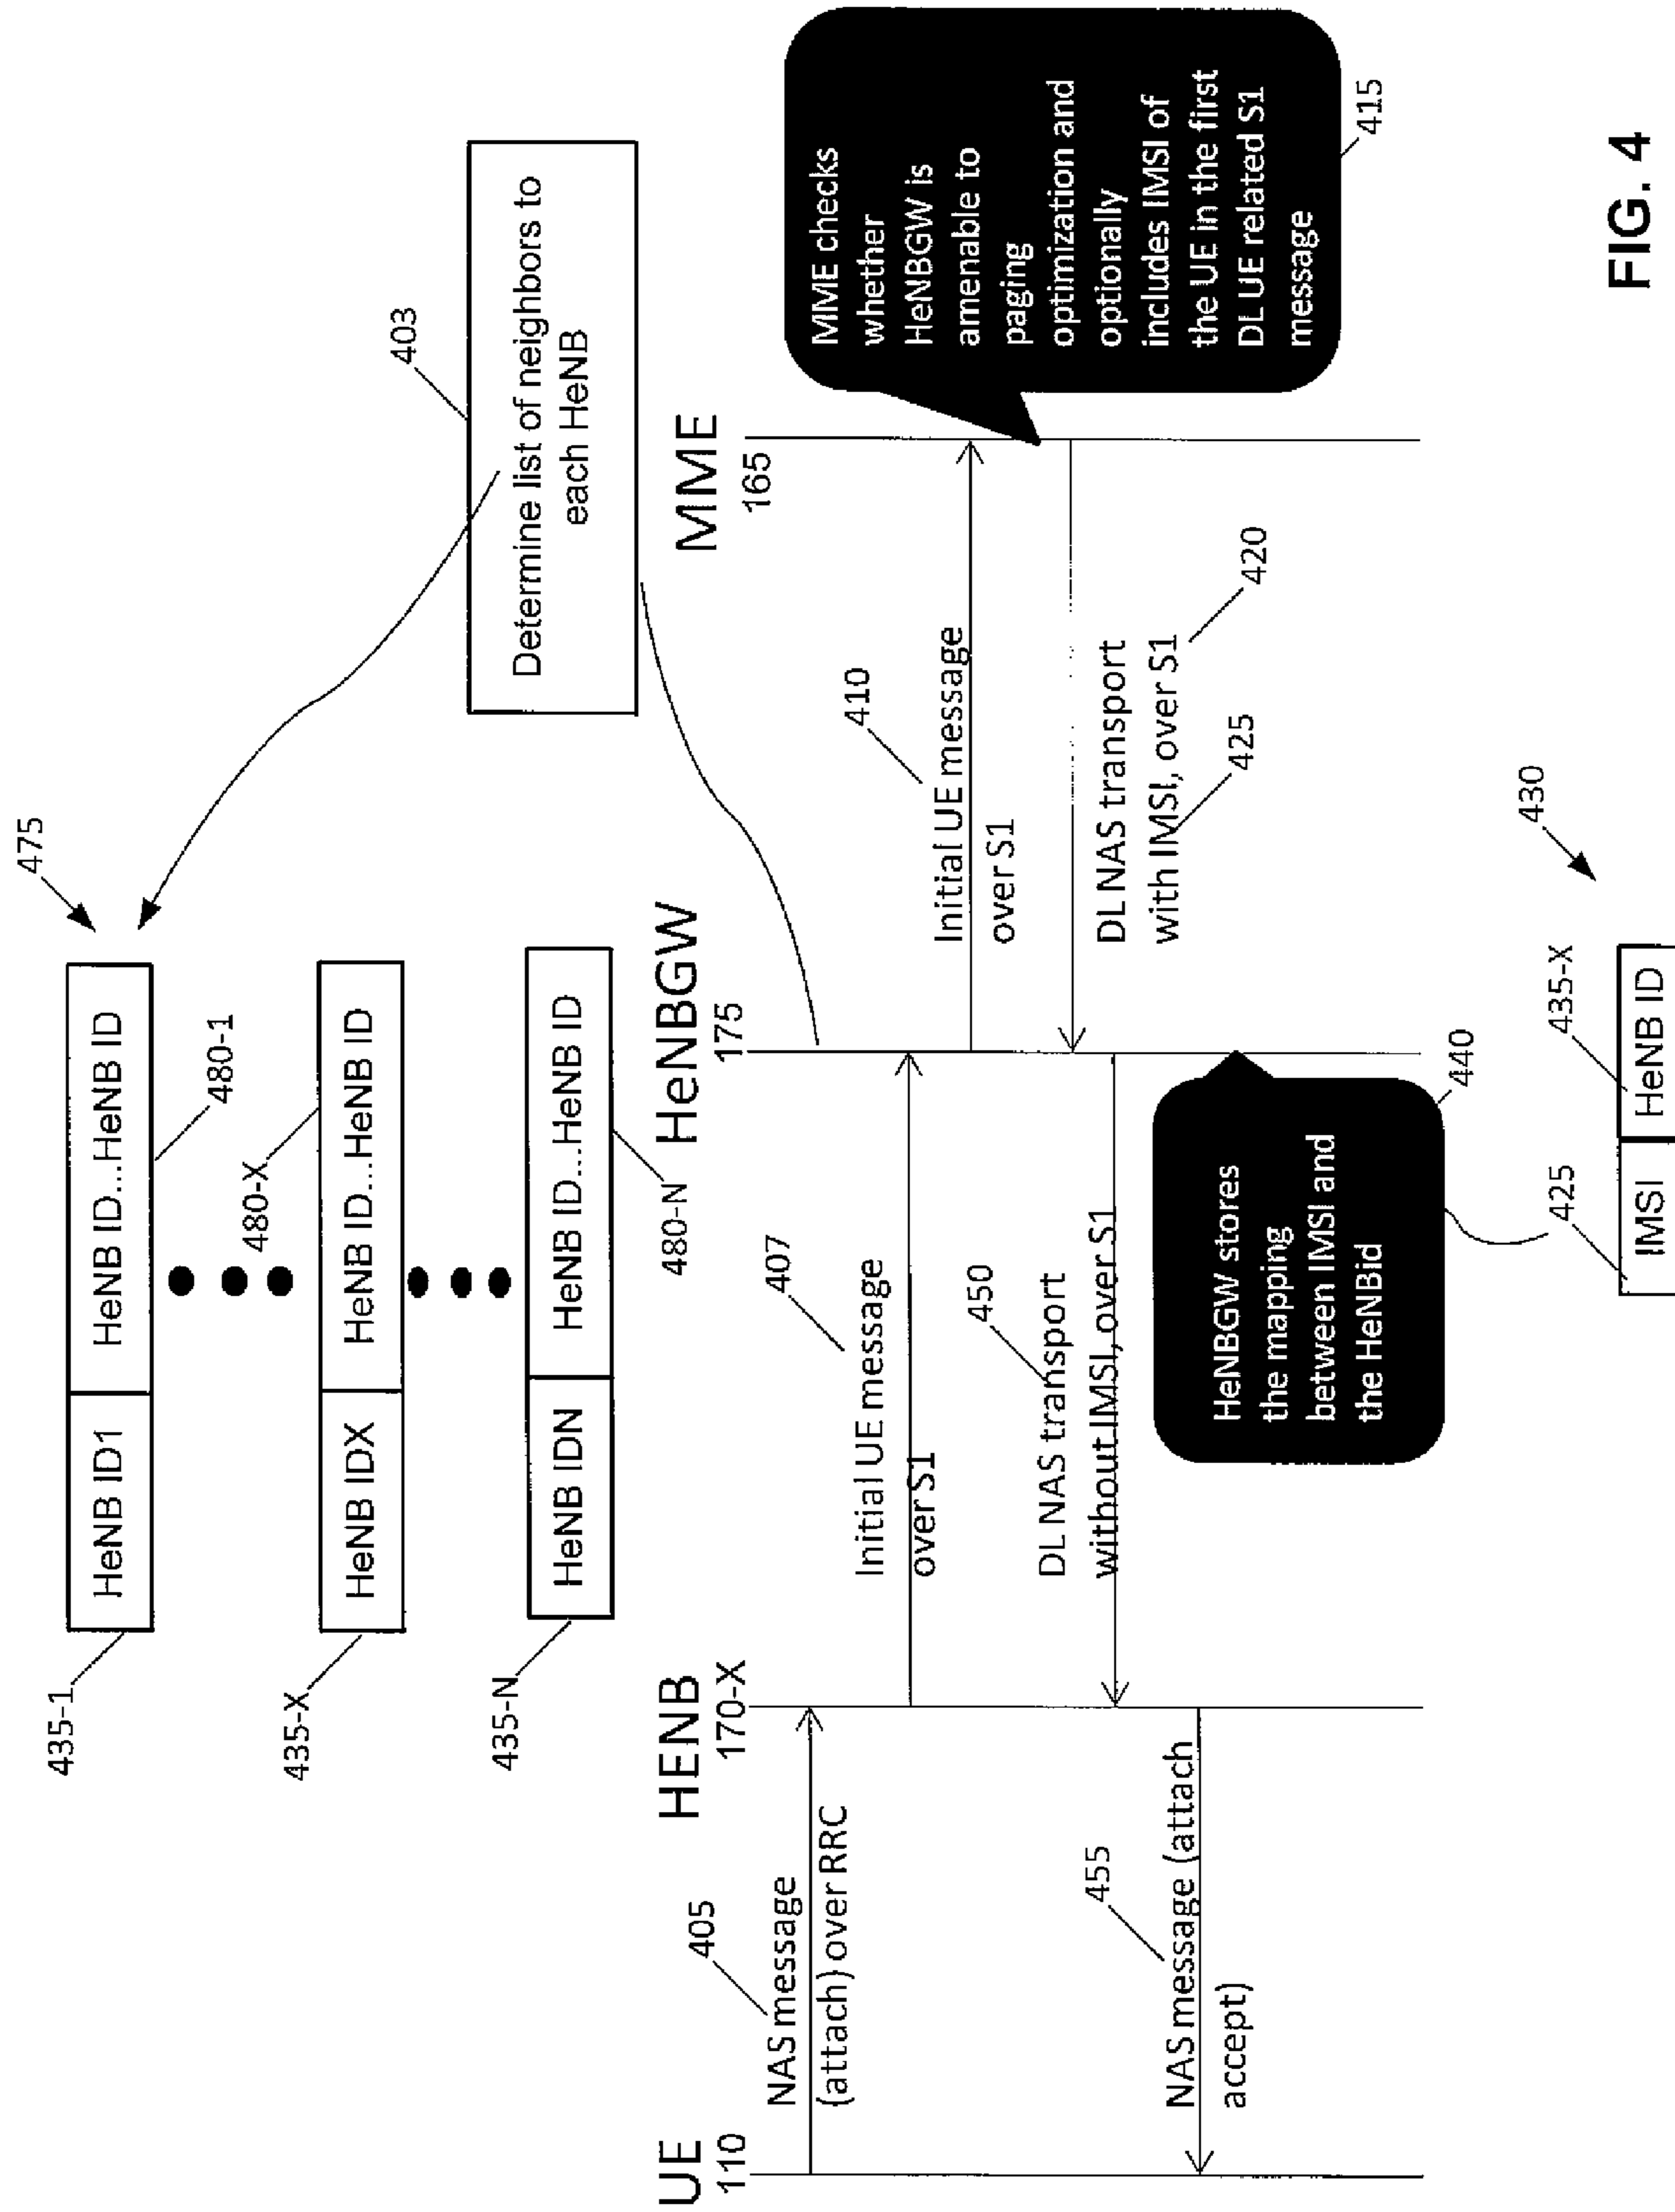 475
435-1
HeNB ID1
HeNB ID...HeNB ID
480-1
435-X
HeNB IDX
480-X
HeNB ID...HeNB ID
435-N
HeNB IDN
HeNB ID...HeNB ID
480-N
403
Determine list of neighbors to
each HeNB
UE
110
HENB
170-X
HeNBGW
175
MME
165
405
NAS message
(attach) over RRC
407
Initial UE message
over S1
410
Initial UE message
over S1
MME checks
whether
HeNBGW is
amenable to
paging
optimization and
optionally
includes IMSI of
the UE in the first
DL UE related S1
message
415
DL NAS transport
with IMSI, over S1
420
425
450
DL NAS transport
without IMSI, over S1
HeNBGW stores
the mapping
between IMSI and
the HeNBid
440
455
NAS message (attach
accept)
430
425
435-X
IMSI
HeNB ID
FIG. 4